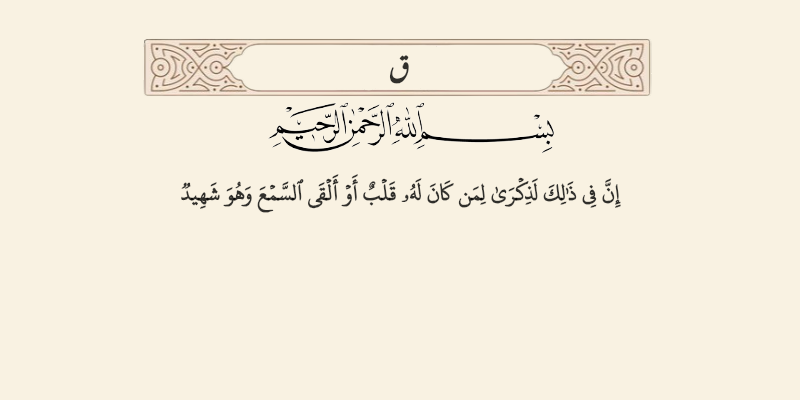 ق
بِسْمِ ٱللَّهِ ٱلرَّحْمَٰنِ ٱلرَّحِيمِ
إِنَّ فِى ذَٰلِكَ لَذِكْرَىٰ لِمَن كَانَ لَهُۥ قَلْبٌ أَوْ أَلْقَى ٱلسَّمْعَ وَهُوَ شَهِيدٌ